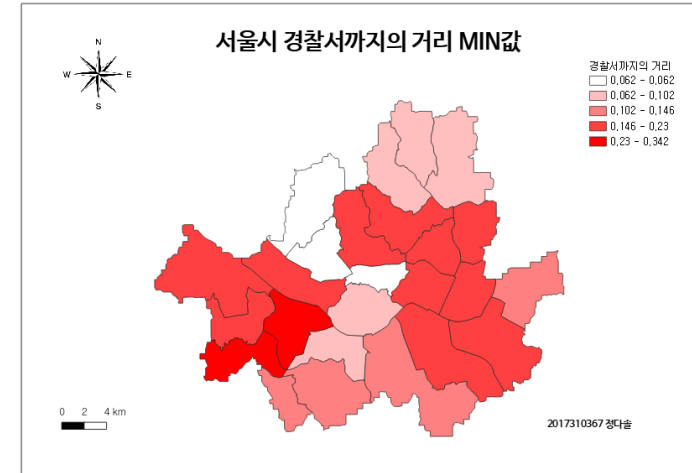 서울시 경찰서까지의 거리 MIN값
N
W E
S
경찰서까지의 거리
0,062 - 0,062
0,062 - 0,102
0,102 - 0,146
0,146 - 0,23
0,23 - 0,342
0 2 4 km
2017310367 정다솔